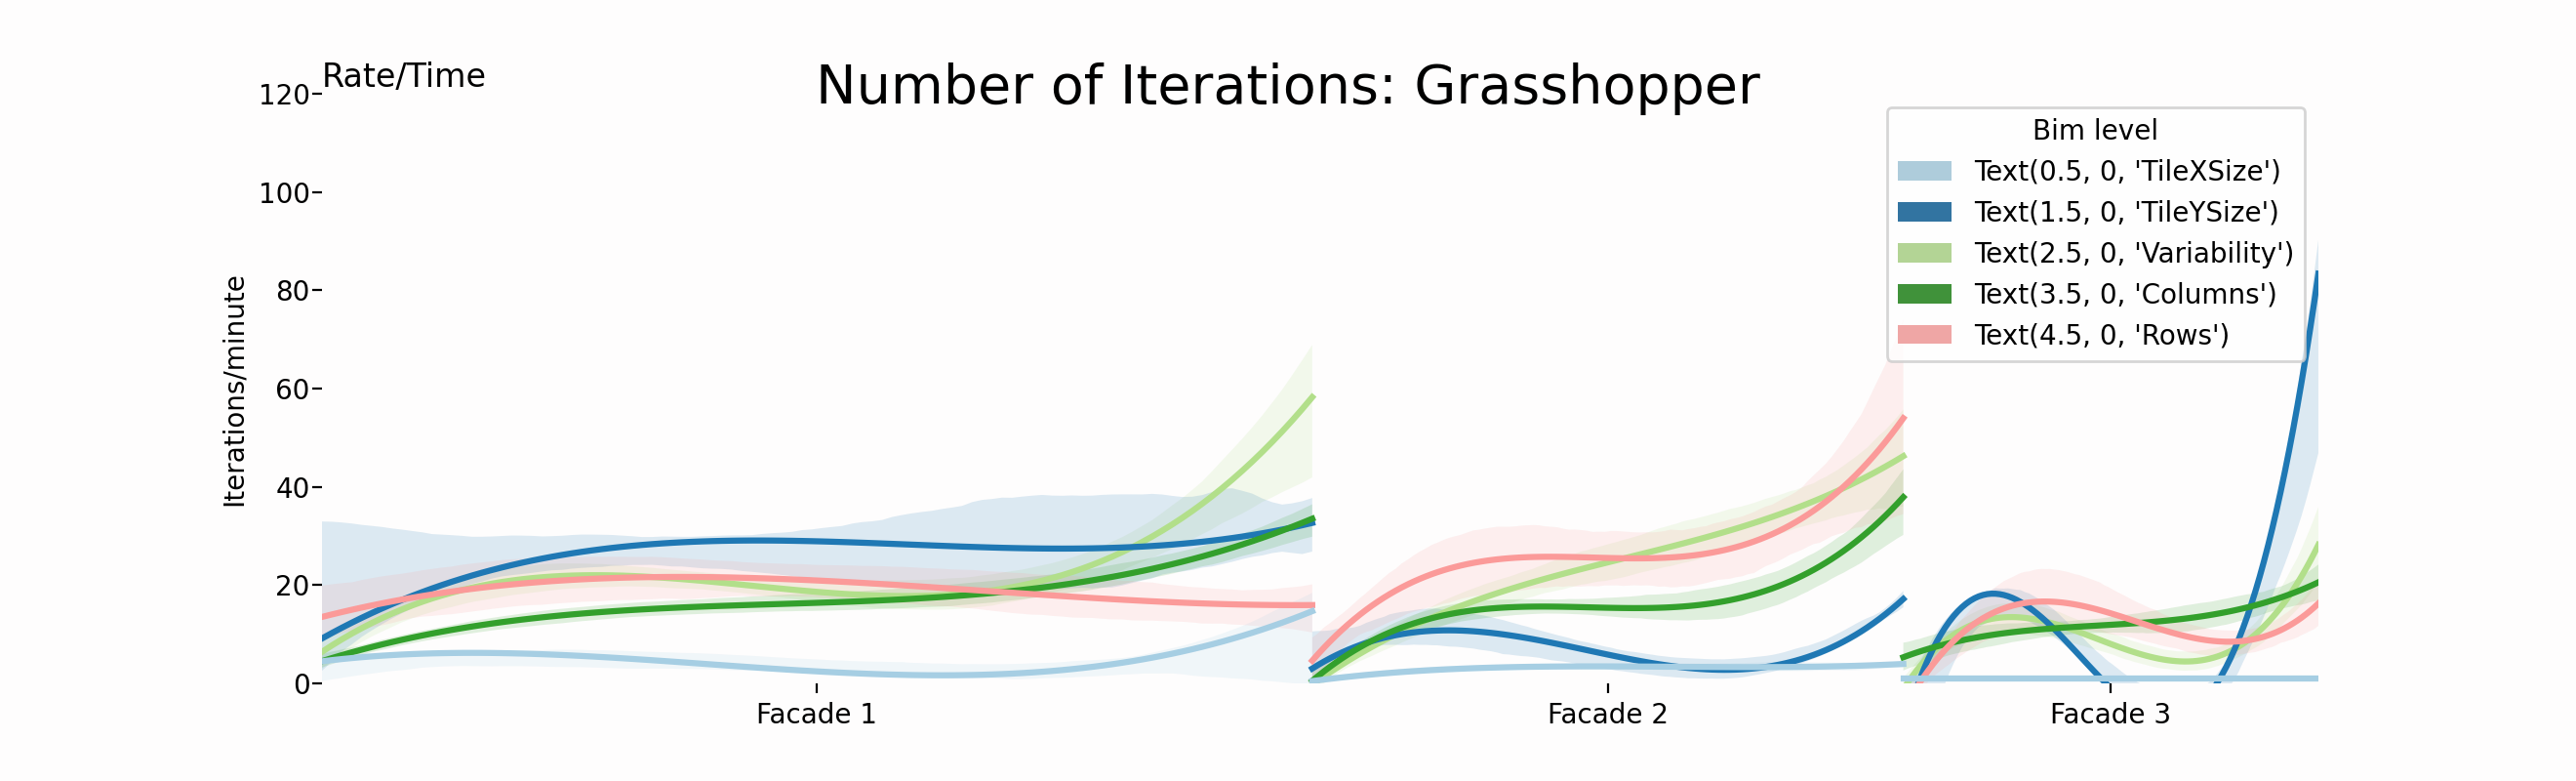 Rate/Time
Number of Iterations: Grasshopper
120
100
80
60
40
20
0
Iterations/minute
Bim level
Text(0.5, 0, 'TileXSize')
Text(1.5, 0, 'TileYSize')
Text(2.5, 0, 'Variability')
Text(3.5, 0, 'Columns')
Text(4.5, 0, 'Rows')
Facade 1
Facade 2
Facade 3